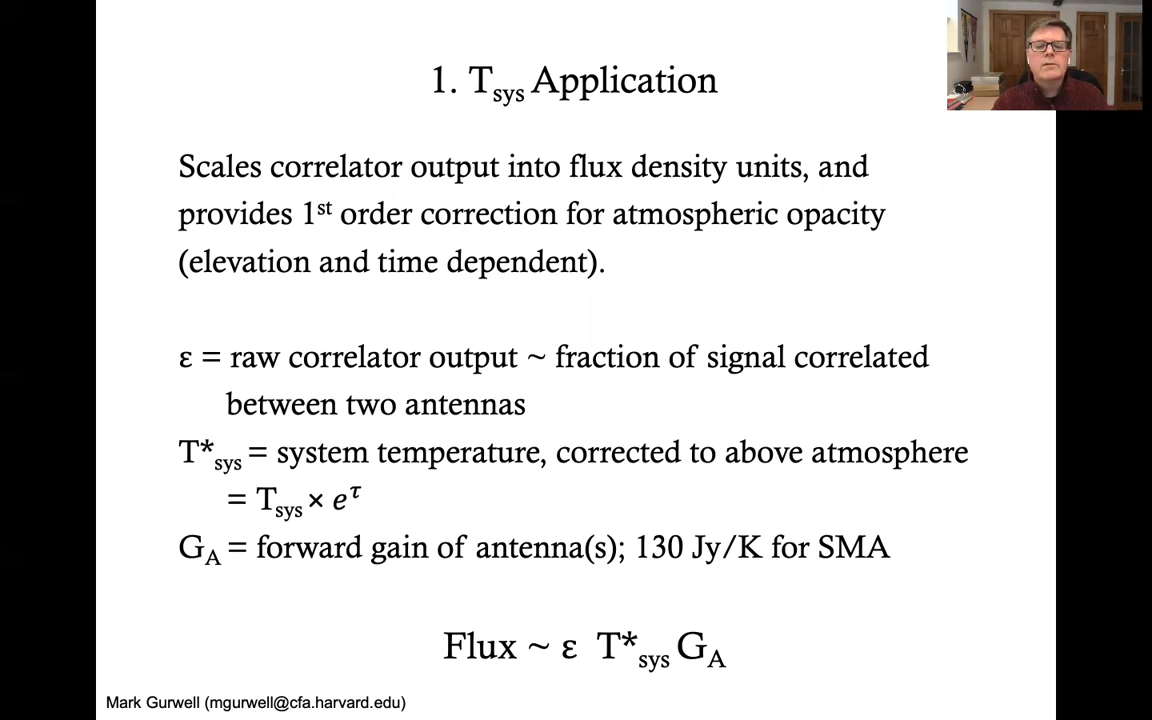 1. Tsys Application
Scales correlator output into flux density units, and
provides 1st order correction for atmospheric opacity
(elevation and time dependent).
ε = raw correlator output ~ fraction of signal correlated
between two antennas
T*sys = system temperature, corrected to above atmosphere
= Tsys × e^τ
GA = forward gain of antenna(s); 130 Jy/K for SMA
Flux ~ ε T*sys GA
Mark Gurwell (mgurwell@cfa.harvard.edu)